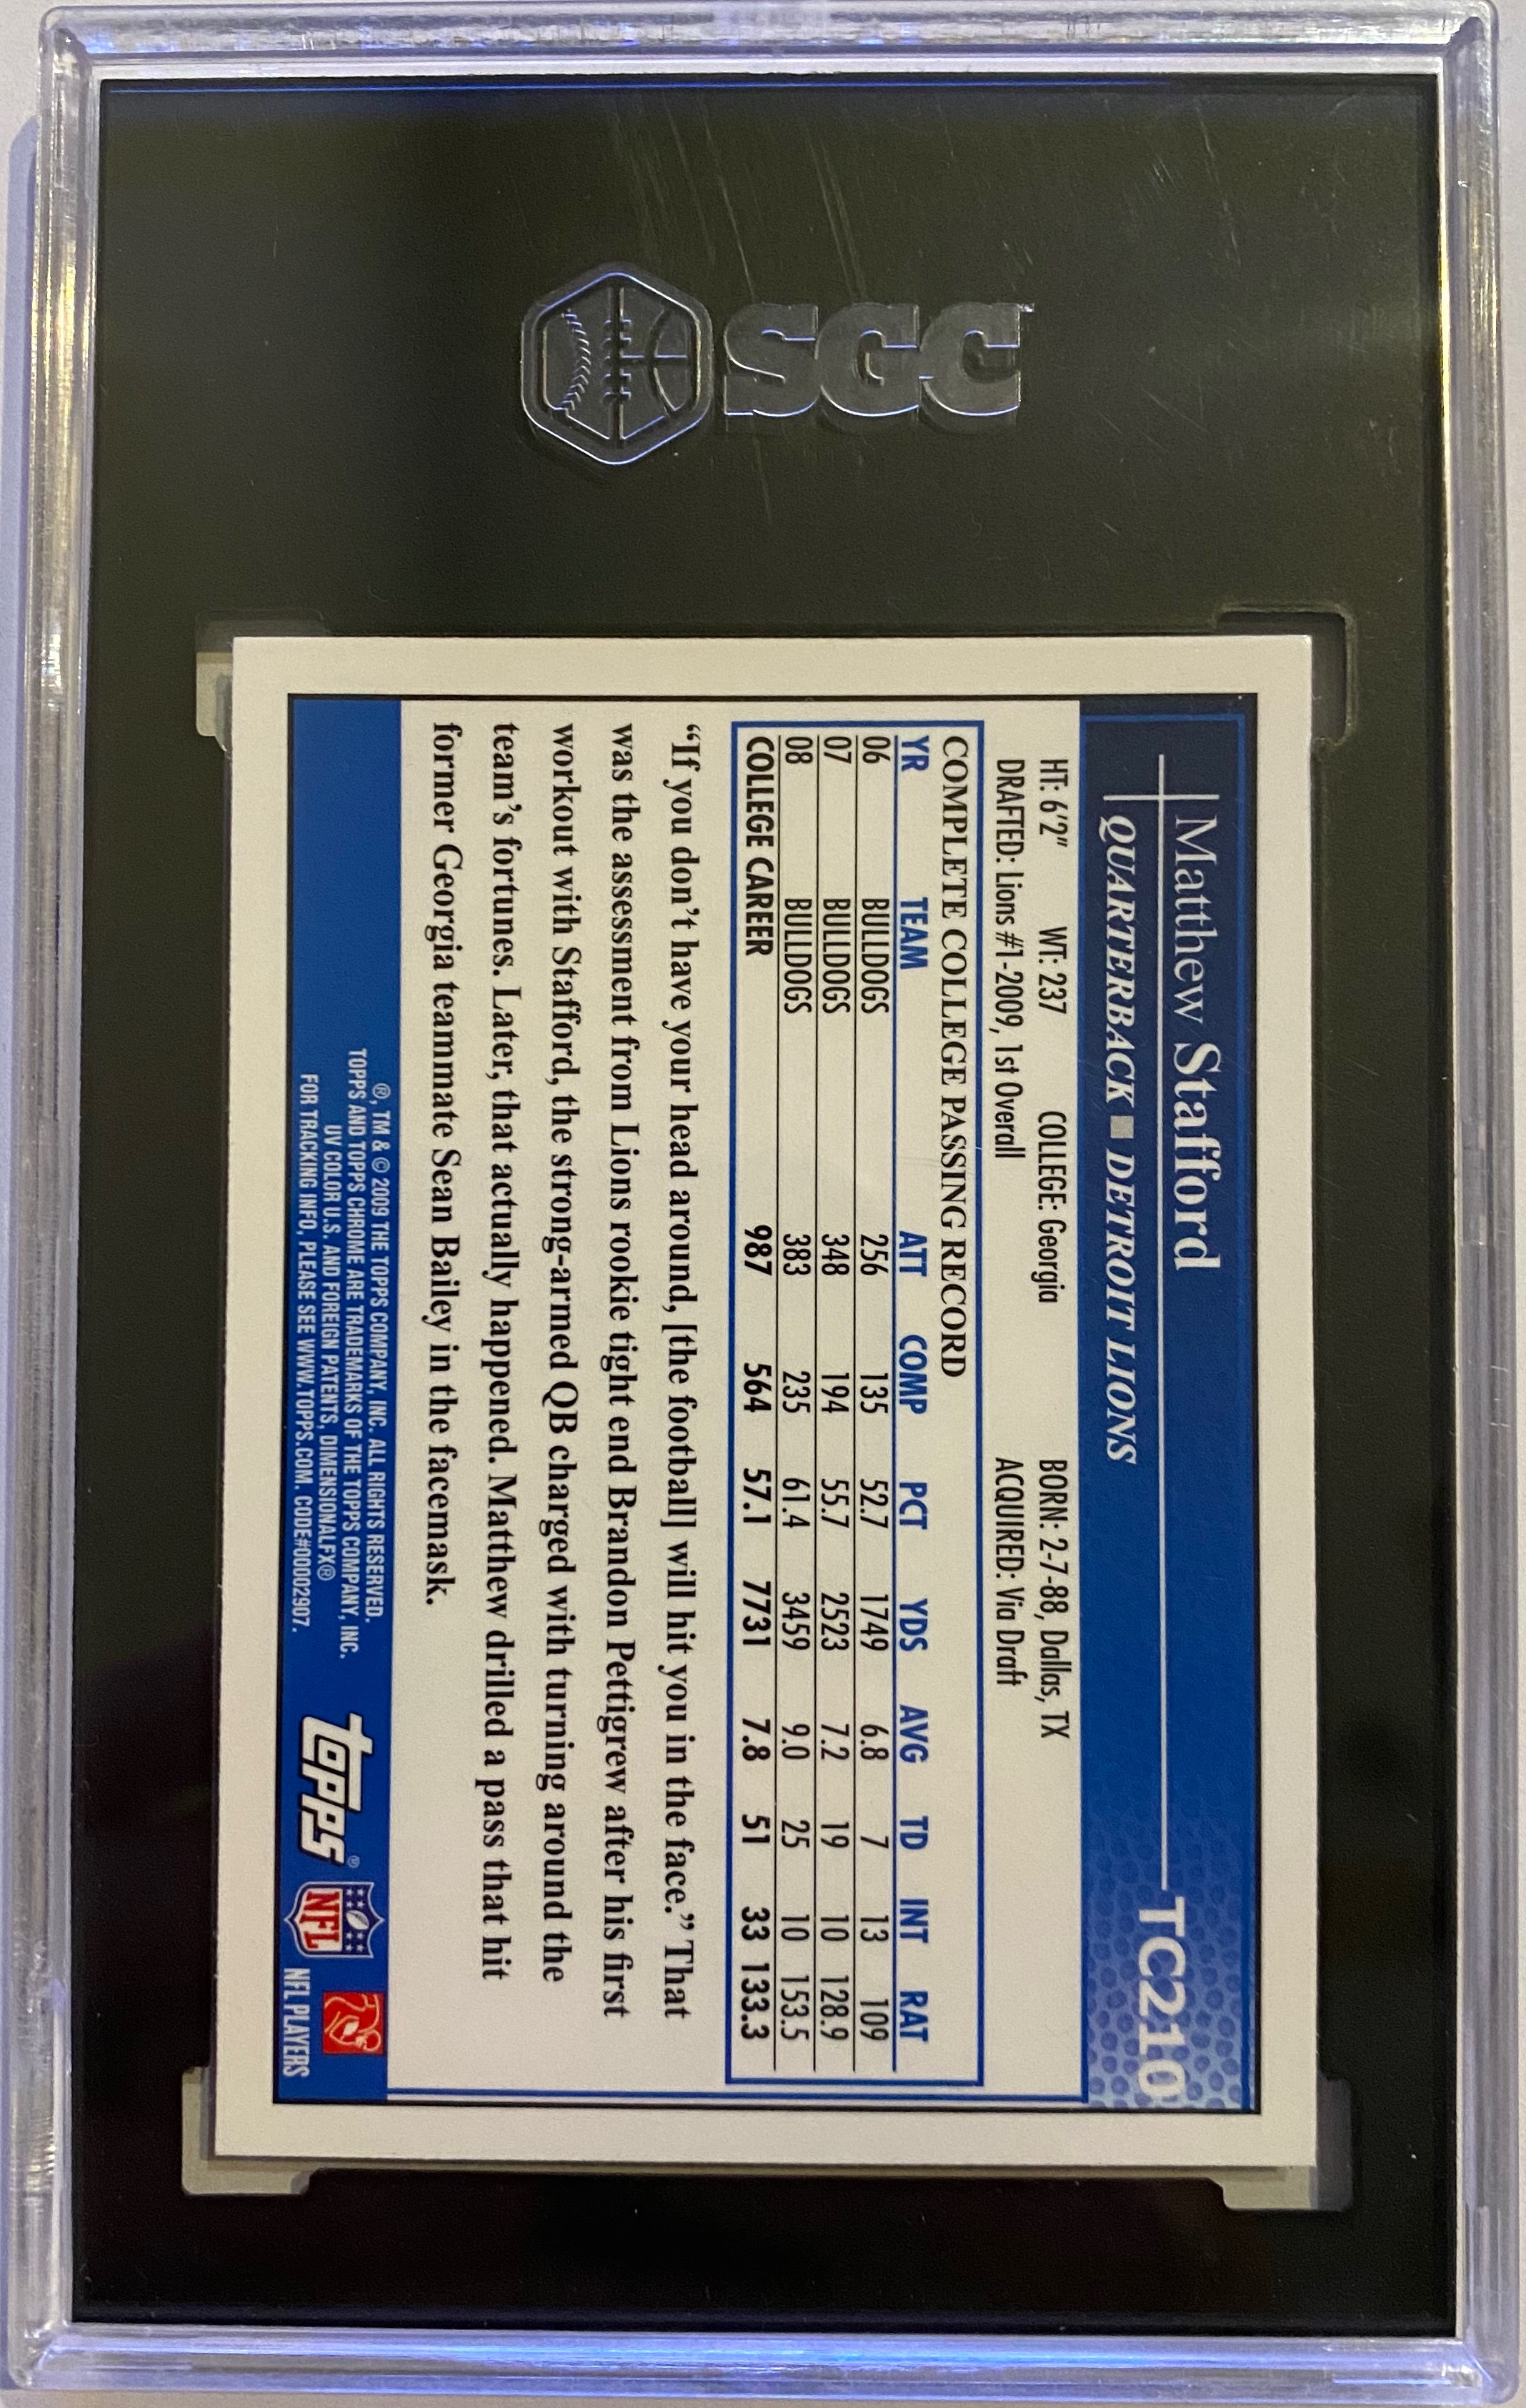 SGC
Matthew Stafford
TC210
QUARTERBACK ■ DETROIT LIONS
HT: 6'2" WT: 237 COLLEGE: Georgia BORN: 2-7-88, Dallas, TX
DRAFTED: Lions #1-2009, 1st Overall ACQUIRED: Via Draft
COMPLETE COLLEGE PASSING RECORD
YR TEAM ATT COMP PCT YDS AVG TD INT RAT
06 BULLDOGS 256 135 52.7 1749 6.8 7 13 109
07 BULLDOGS 348 194 55.7 2523 7.2 19 10 128.9
08 BULLDOGS 383 235 61.4 3459 9.0 25 10 153.5
COLLEGE CAREER 987 564 57.1 7731 7.8 51 33 133.3
“If you don’t have your head around, [the football] will hit you in the face.” That
was the assessment from Lions rookie tight end Brandon Pettigrew after his first
workout with Stafford, the strong-armed QB charged with turning around the
team’s fortunes. Later, that actually happened. Matthew drilled a pass that hit
former Georgia teammate Sean Bailey in the facemask.
®, TM & © 2009 THE TOPPS COMPANY, INC. ALL RIGHTS RESERVED.
TOPPS AND TOPPS CHROME ARE TRADEMARKS OF THE TOPPS COMPANY, INC.
UV COLOR U.S. AND FOREIGN PATENTS, DIMENSIONALFX®
FOR TRACKING INFO, PLEASE SEE WWW.TOPPS.COM. CODE#00002907.
topps®
NFL
NFL PLAYERS